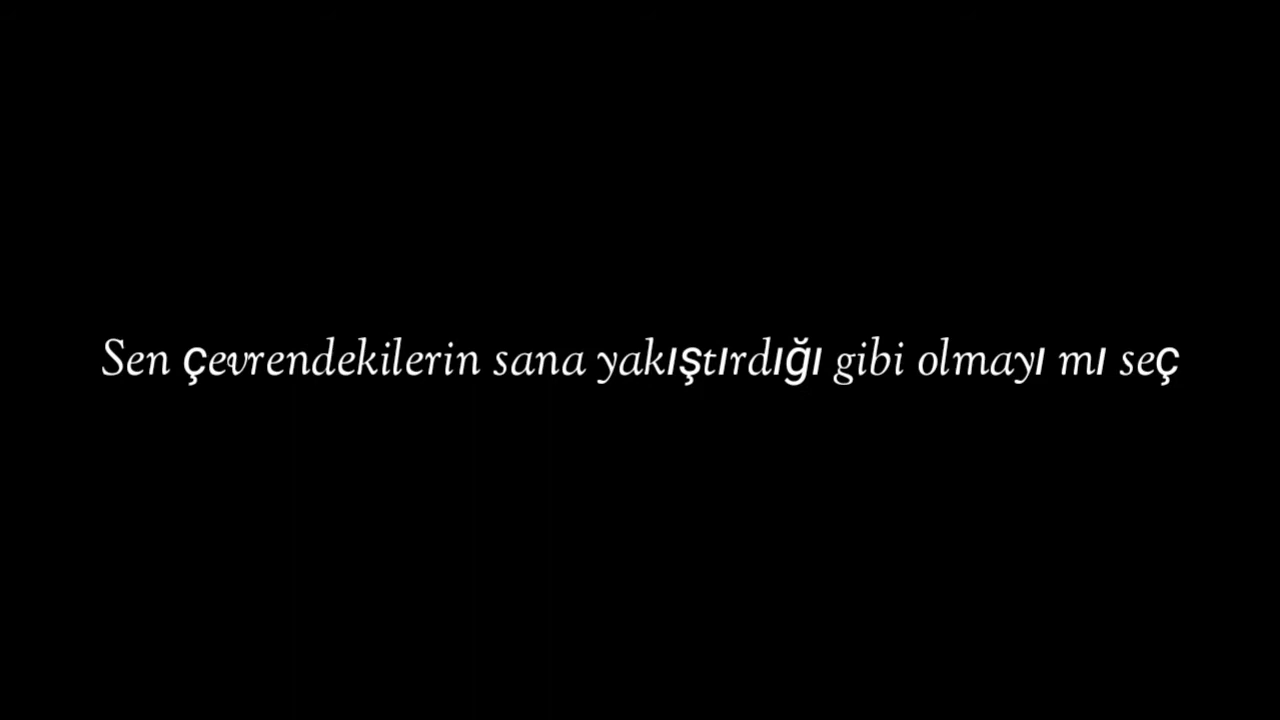 Sen çevrendekilerin sana yakıştırdığı gibi olmayı mı seç